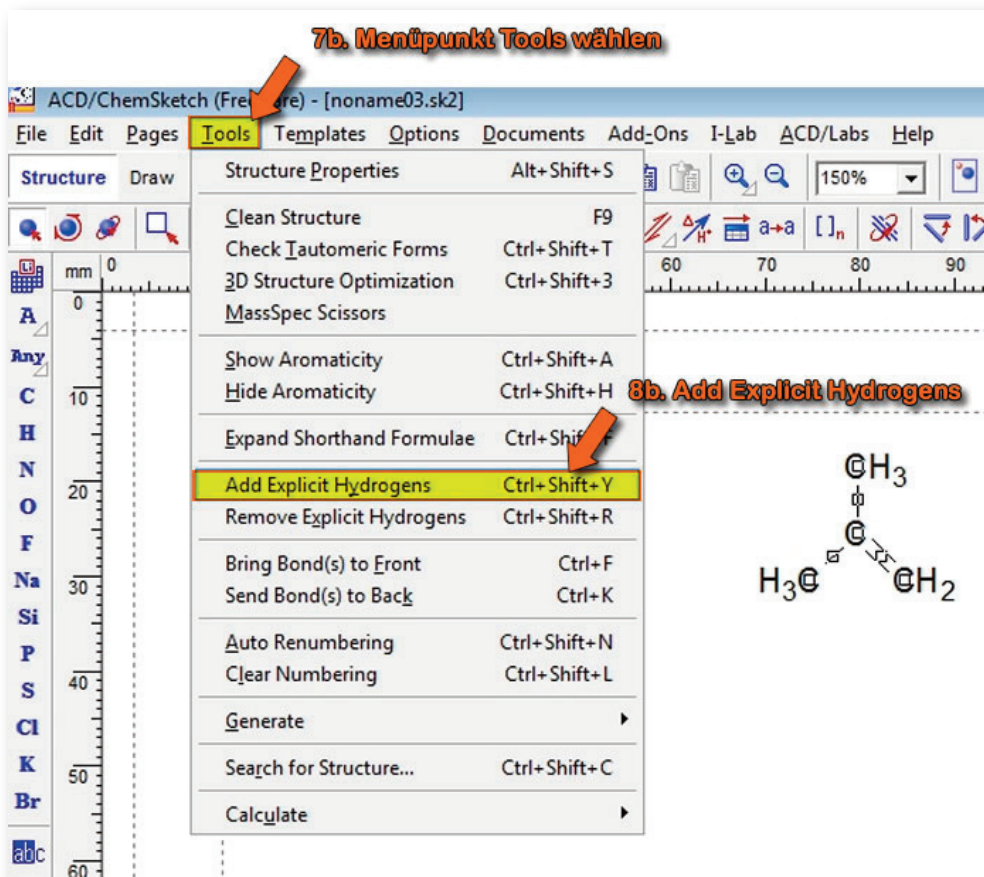 7b. Menüpunkt Tools wählen
ACD/ChemSketch (Freeware) - [noname03.sk2]
File Edit Pages Tools Templates Options Documents Add-Ons I-Lab ACD/Labs Help
Structure Draw 150%
a→a [ ]n
Li
mm 0 60 70 80 90
A
Any
C
H
N
O
F
Na
Si
P
S
Cl
K
Br
abc
0
10
20
30
40
50
60
Structure Properties Alt+Shift+S
Clean Structure F9
Check Tautomeric Forms Ctrl+Shift+T
3D Structure Optimization Ctrl+Shift+3
MassSpec Scissors
Show Aromaticity Ctrl+Shift+A
Hide Aromaticity Ctrl+Shift+H
8b. Add Explicit Hydrogens
Expand Shorthand Formulae Ctrl+Shift+F
Add Explicit Hydrogens Ctrl+Shift+Y
Remove Explicit Hydrogens Ctrl+Shift+R
Bring Bond(s) to Front Ctrl+F
Send Bond(s) to Back Ctrl+K
Auto Renumbering Ctrl+Shift+N
Clear Numbering Ctrl+Shift+L
Generate
Search for Structure... Ctrl+Shift+C
Calculate
CH3
C
H3C CH2